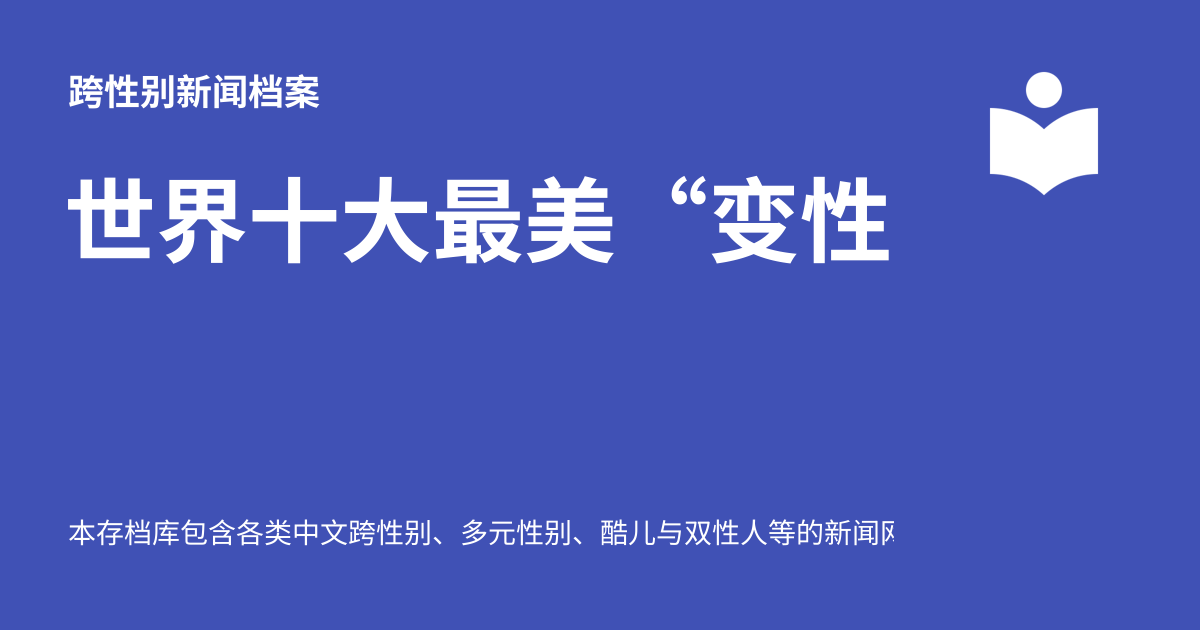 跨性别新闻档案
世界十大最美“变性
本存档库包含各类中文跨性别、多元性别、酷儿与双性人等的新闻